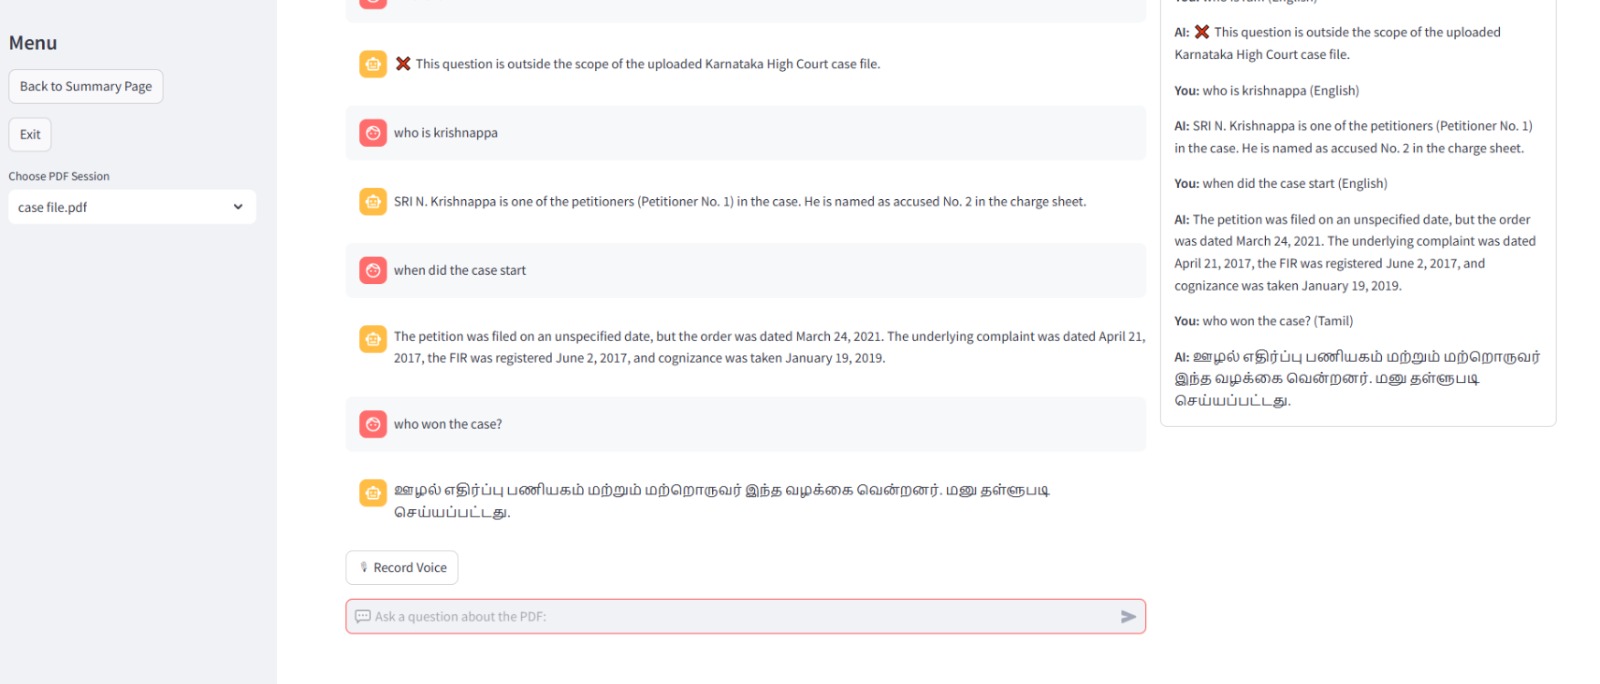 Menu
Back to Summary Page
Exit
Choose PDF Session
case file.pdf
❌ This question is outside the scope of the uploaded Karnataka High Court case file.
who is krishnappa
SRI N. Krishnappa is one of the petitioners (Petitioner No. 1) in the case. He is named as accused No. 2 in the charge sheet.
when did the case start
The petition was filed on an unspecified date, but the order was dated March 24, 2021. The underlying complaint was dated April 21,
2017, the FIR was registered June 2, 2017, and cognizance was taken January 19, 2019.
who won the case?
ஊழல் எதிர்ப்பு பணியகம் மற்றும் மற்றொருவர் இந்த வழக்கை வென்றனர். மனு தள்ளுபடி
செய்யப்பட்டது.
Record Voice
Ask a question about the PDF:
AI: ❌ This question is outside the scope of the uploaded
Karnataka High Court case file.
You: who is krishnappa (English)
AI: SRI N. Krishnappa is one of the petitioners (Petitioner No. 1)
in the case. He is named as accused No. 2 in the charge sheet.
You: when did the case start (English)
AI: The petition was filed on an unspecified date, but the order
was dated March 24, 2021. The underlying complaint was dated
April 21, 2017, the FIR was registered June 2, 2017, and
cognizance was taken January 19, 2019.
You: who won the case? (Tamil)
AI: ஊழல் எதிர்ப்பு பணியகம் மற்றும் மற்றொருவர்
இந்த வழக்கை வென்றனர். மனு தள்ளுபடி
செய்யப்பட்டது.